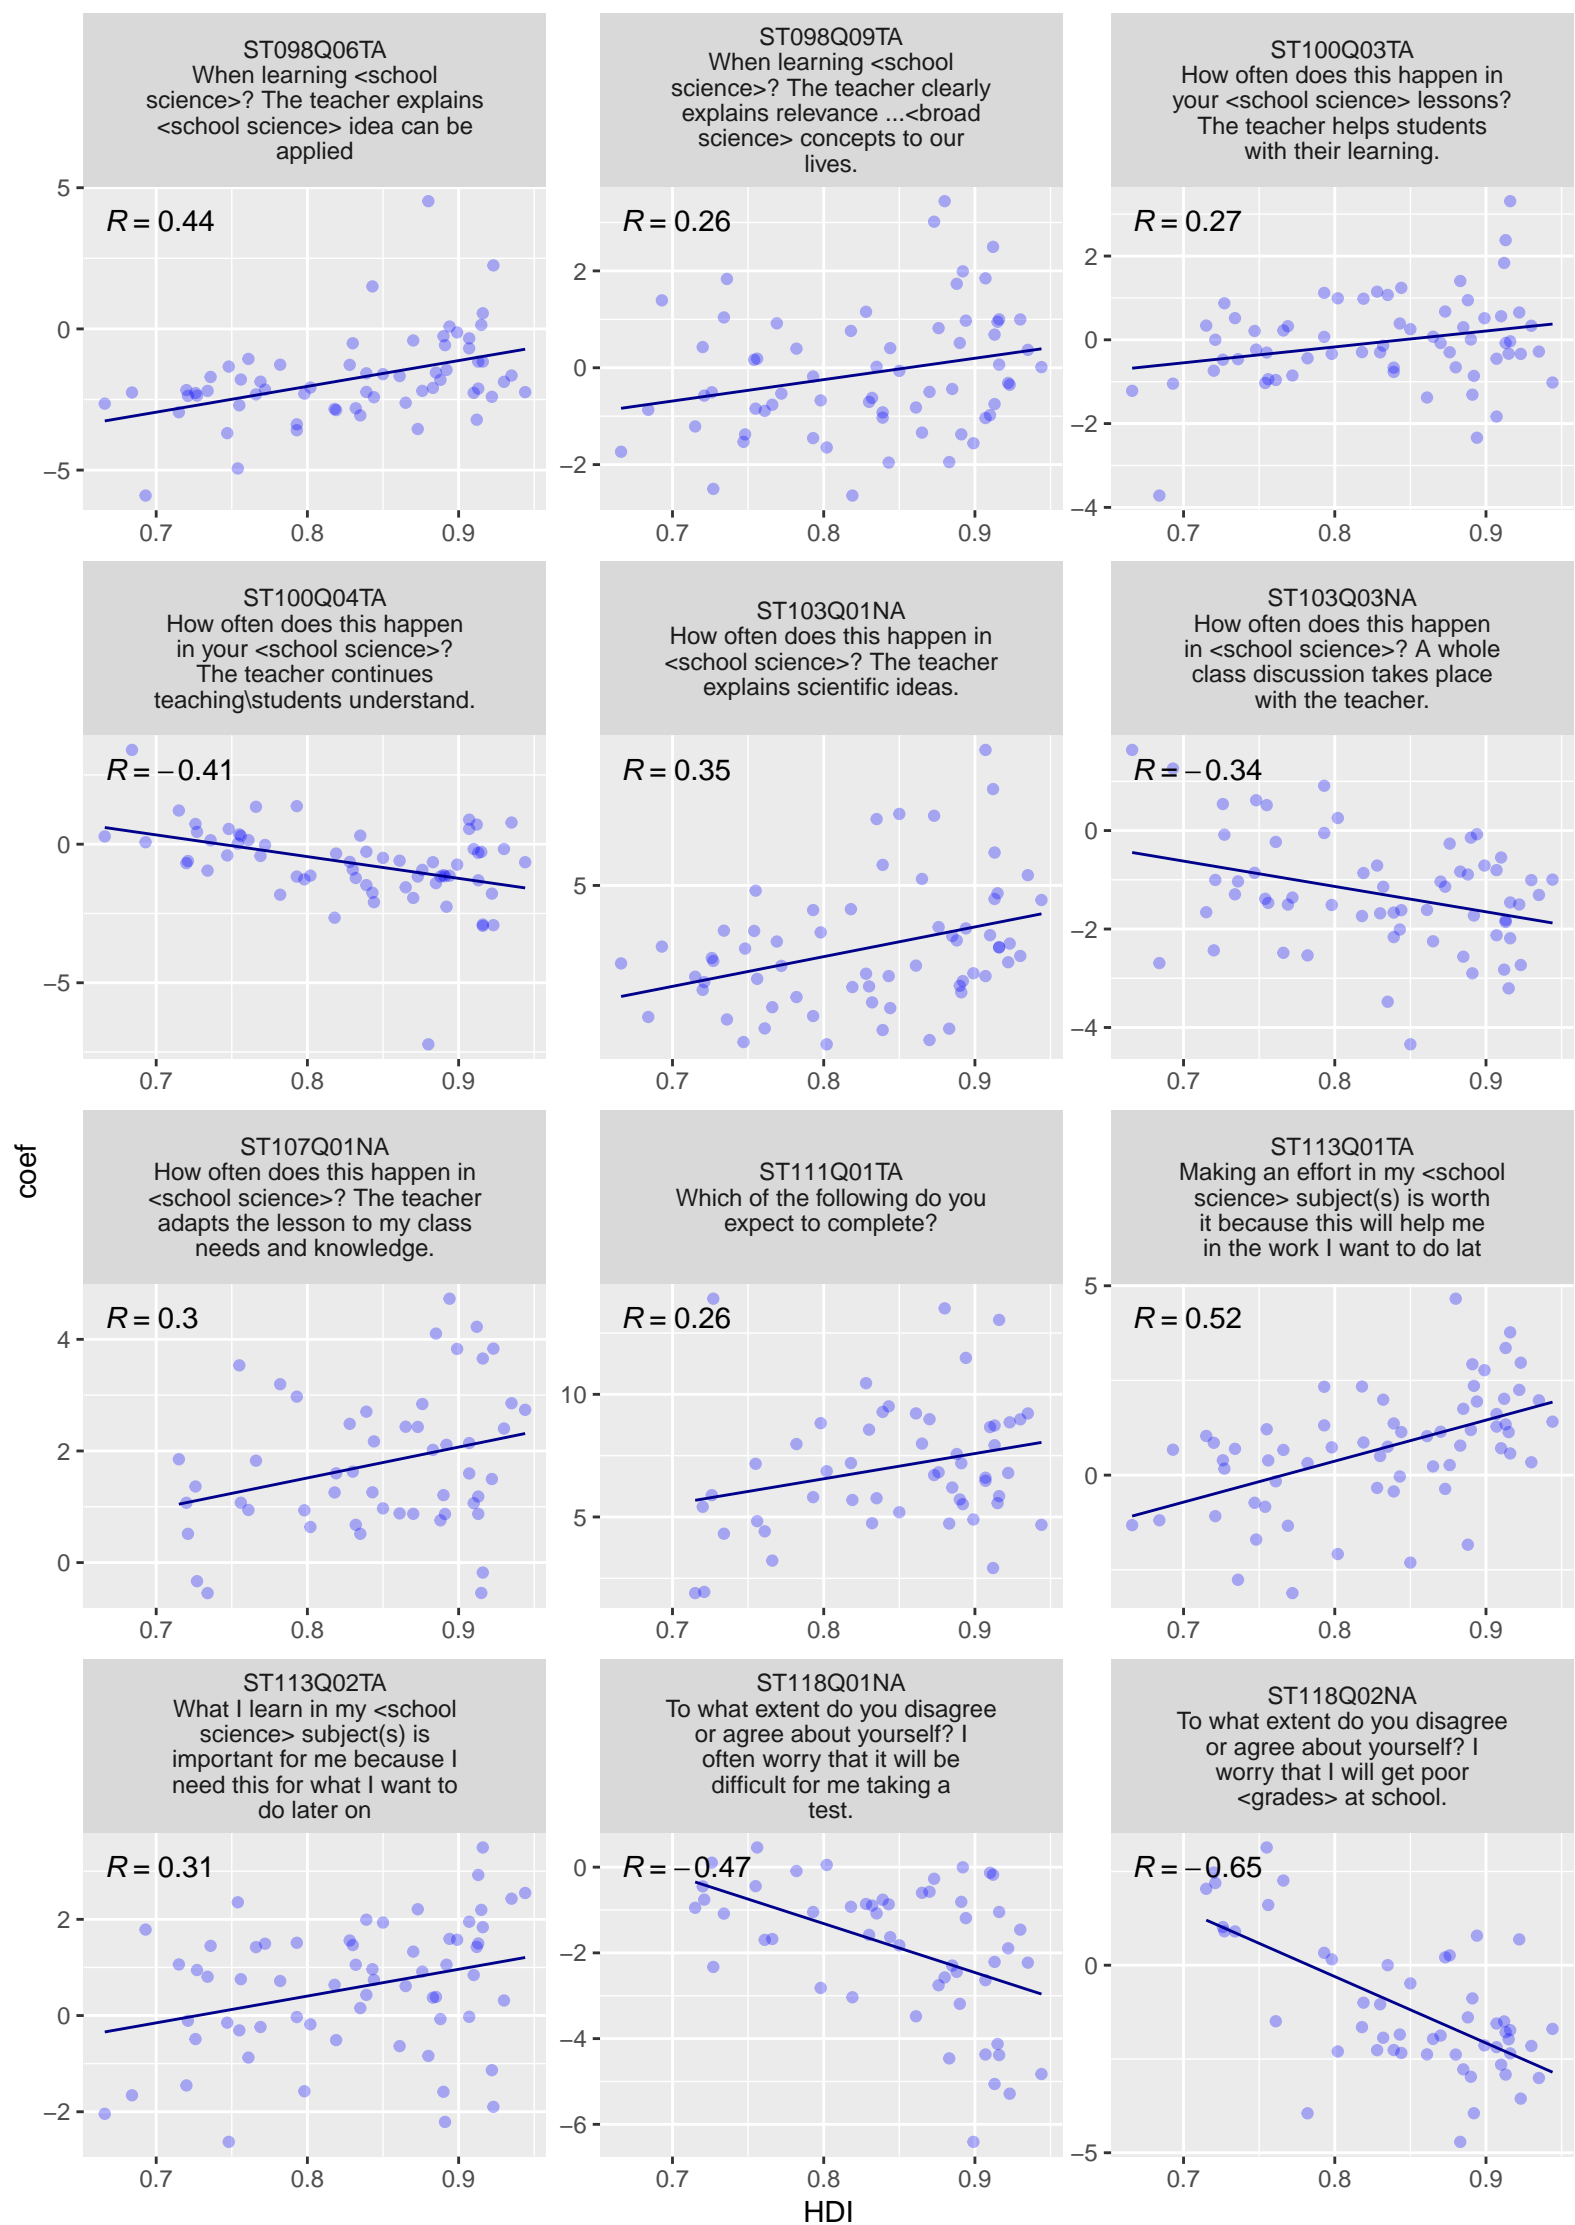 ST098Q06TA
When learning <school
science>? The teacher explains
<school science> idea can be
applied
ST098Q09TA
When learning <school
science>? The teacher clearly
explains relevance ...<broad
science> concepts to our
lives.
ST100Q03TA
How often does this happen in
your <school science> lessons?
The teacher helps students
with their learning.
R = 0.44
5
0
−5
0.7 0.8 0.9
R = 0.26
2
0
−2
0.7 0.8 0.9
R = 0.27
2
0
−2
−4
0.7 0.8 0.9
ST100Q04TA
How often does this happen
in your <school science>?
The teacher continues
teaching\students understand.
ST103Q01NA
How often does this happen in
<school science>? The teacher
explains scientific ideas.
ST103Q03NA
How often does this happen
in <school science>? A whole
class discussion takes place
with the teacher.
R = −0.41
0
−5
0.7 0.8 0.9
R = 0.35
5
0.7 0.8 0.9
R = −0.34
0
−2
−4
0.7 0.8 0.9
coef
ST107Q01NA
How often does this happen in
<school science>? The teacher
adapts the lesson to my class
needs and knowledge.
ST111Q01TA
Which of the following do you
expect to complete?
ST113Q01TA
Making an effort in my <school
science> subject(s) is worth
it because this will help me
in the work I want to do lat
R = 0.3
4
2
0
0.7 0.8 0.9
R = 0.26
10
5
0.7 0.8 0.9
R = 0.52
5
0
0.7 0.8 0.9
ST113Q02TA
What I learn in my <school
science> subject(s) is
important for me because I
need this for what I want to
do later on
ST118Q01NA
To what extent do you disagree
or agree about yourself? I
often worry that it will be
difficult for me taking a
test.
ST118Q02NA
To what extent do you disagree
or agree about yourself? I
worry that I will get poor
<grades> at school.
R = 0.31
2
0
−2
0.7 0.8 0.9
R = −0.47
0
−2
−4
−6
0.7 0.8 0.9
R = −0.65
0
−5
0.7 0.8 0.9
HDI